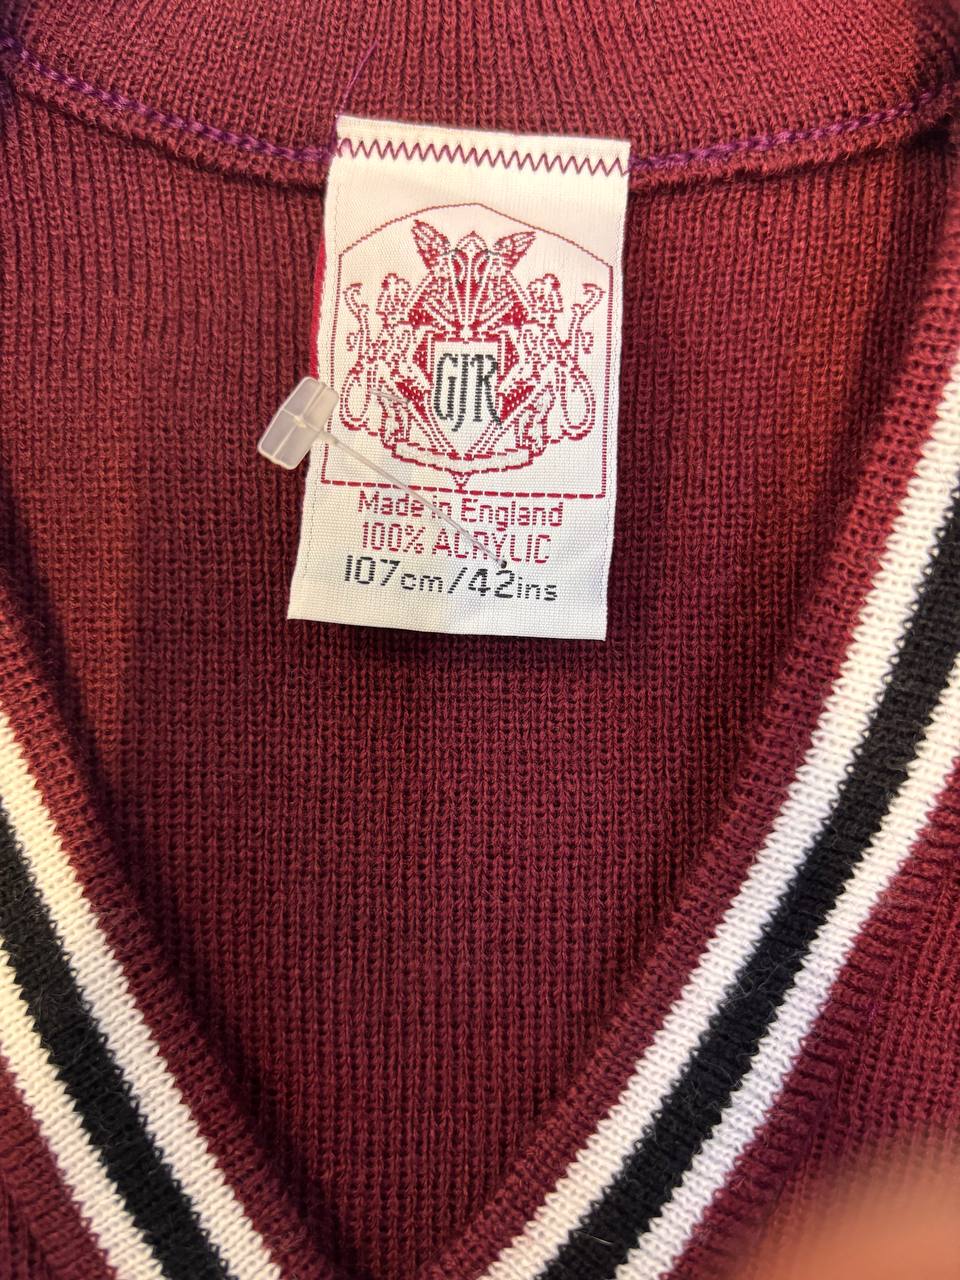 GJR
Made in England
100% ACRYLIC
107cm/42ins